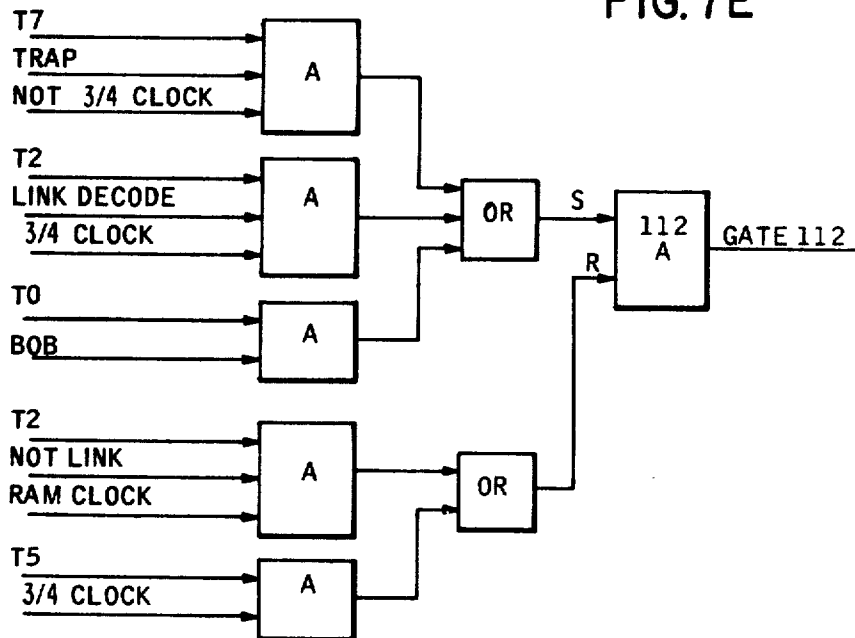 FIG. 7E
T7
TRAP
NOT 3/4 CLOCK
A
T2
LINK DECODE
3/4 CLOCK
A
T0
BOB
A
OR
S
R
112
A
GATE 112
T2
NOT LINK
RAM CLOCK
A
T5
3/4 CLOCK
A
OR